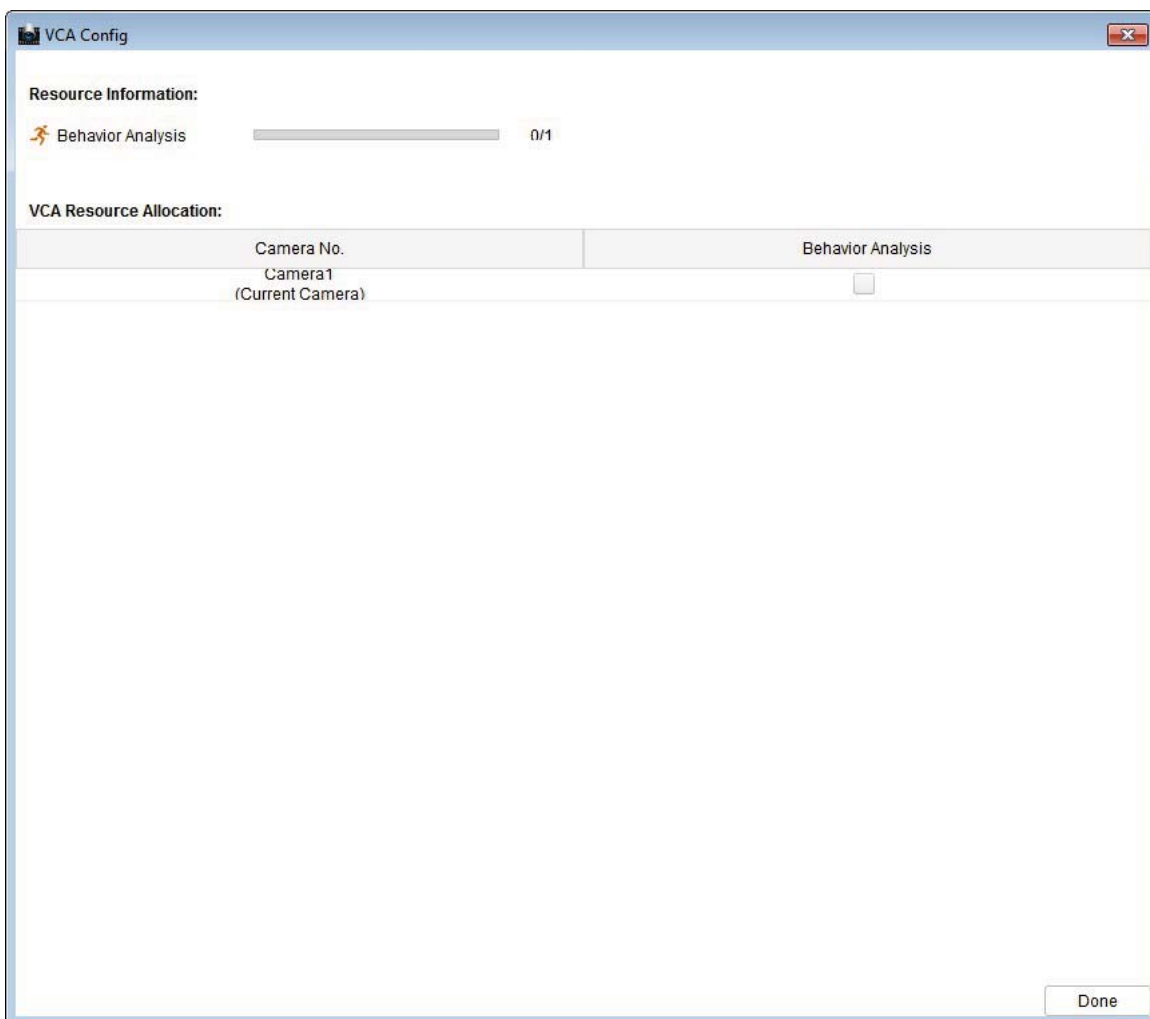 VCA Config
Resource Information:
Behavior Analysis 0/1
VCA Resource Allocation:
Camera No. Behavior Analysis
Camera1
(Current Camera)
Done